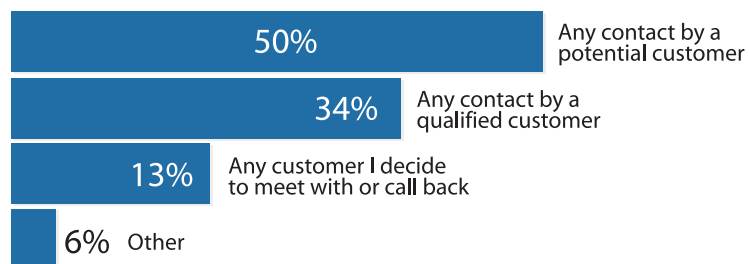 50%
Any contact by a
potential customer
34%
Any contact by a
qualified customer
13%
Any customer I decide
to meet with or call back
6%
Other